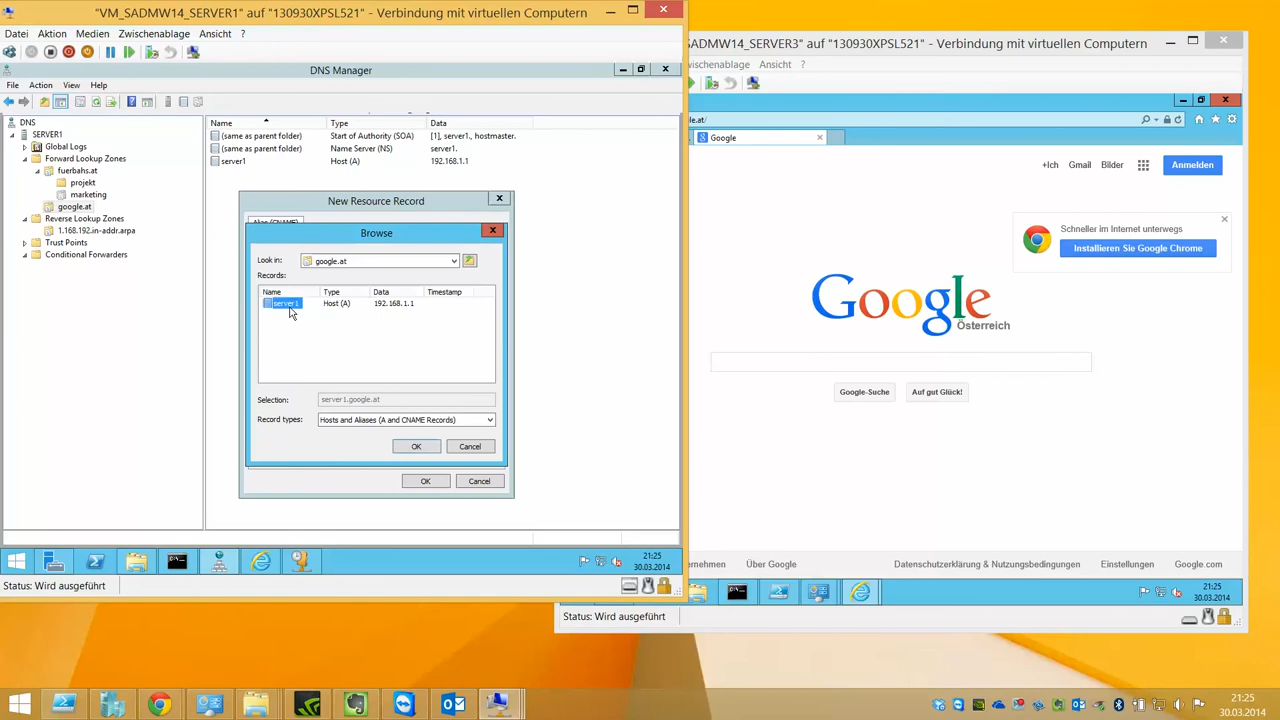 "VM_SADMW14_SERVER1" auf "130930XPSL521" - Verbindung mit virtuellen Computern
Datei Aktion Medien Zwischenablage Ansicht ?
DNS Manager
File Action View Help
DNS
SERVER1
Global Logs
Forward Lookup Zones
fuerbahs.at
projekt
marketing
google.at
Reverse Lookup Zones
1.168.192.in-addr.arpa
Trust Points
Conditional Forwarders
Name Type Data
(same as parent folder) Start of Authority (SOA) [1], server1., hostmaster.
(same as parent folder) Name Server (NS) server1.
server1 Host (A) 192.168.1.1
New Resource Record
Alias (CNAME)
Browse
Look in: google.at
Records:
Name Type Data Timestamp
server1 Host (A) 192.168.1.1
Selection: server1.google.at
Record types: Hosts and Aliases (A and CNAME Records)
OK Cancel
OK Cancel
21:25
30.03.2014
Status: Wird ausgeführt
SADMW14_SERVER3" auf "130930XPSL521" - Verbindung mit virtuellen Computern
wischenablage Ansicht ?
le.at/
Google
+Ich Gmail Bilder Anmelden
Schneller im Internet unterwegs
Installieren Sie Google Chrome
Google
Österreich
Google-Suche Auf gut Glück!
ernehmen Über Google Datenschutzerklärung & Nutzungsbedingungen Einstellungen Google.com
21:25
30.03.2014
Status: Wird ausgeführt
21:25
30.03.2014